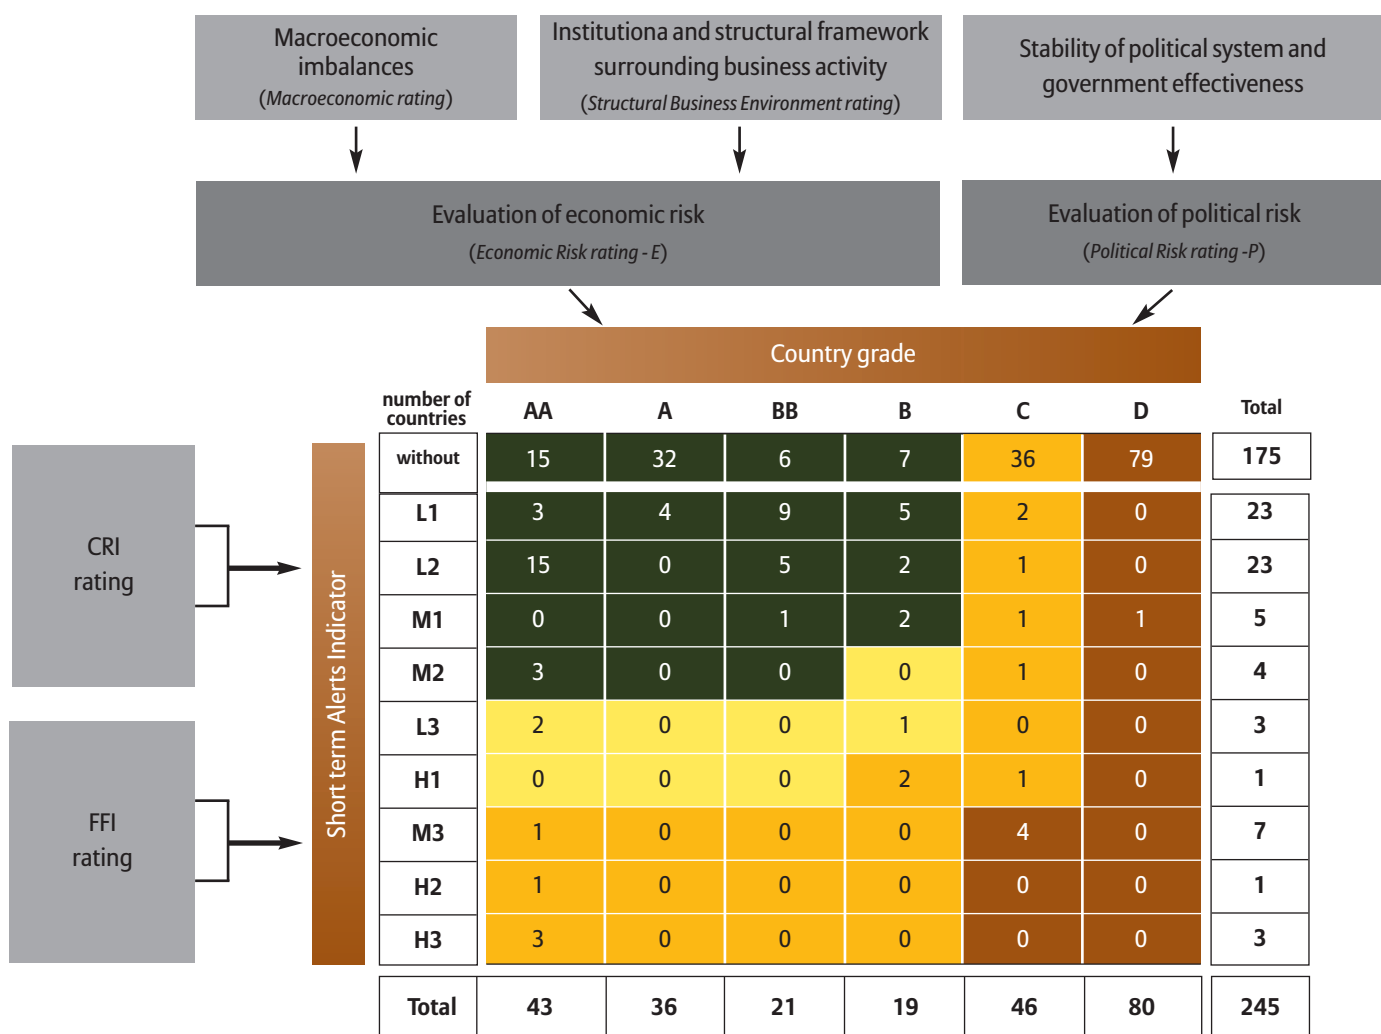 Macroeconomic
imbalances
(Macroeconomic rating)
Institutiona and structural framework
surrounding business activity
(Structural Business Environment rating)
Stability of political system and
government effectiveness
Evaluation of economic risk
(Economic Risk rating - E)
Evaluation of political risk
(Political Risk rating -P)
Country grade
number of
countries
AA A BB B C D Total
without 15 32 6 7 36 79 175
L1 3 4 9 5 2 0 23
L2 15 0 5 2 1 0 23
M1 0 0 1 2 1 1 5
M2 3 0 0 0 1 0 4
L3 2 0 0 1 0 0 3
H1 0 0 0 2 1 0 1
M3 1 0 0 0 4 0 7
H2 1 0 0 0 0 0 1
H3 3 0 0 0 0 0 3
Total 43 36 21 19 46 80 245
Short term Alerts Indicator
CRI
rating
FFI
rating